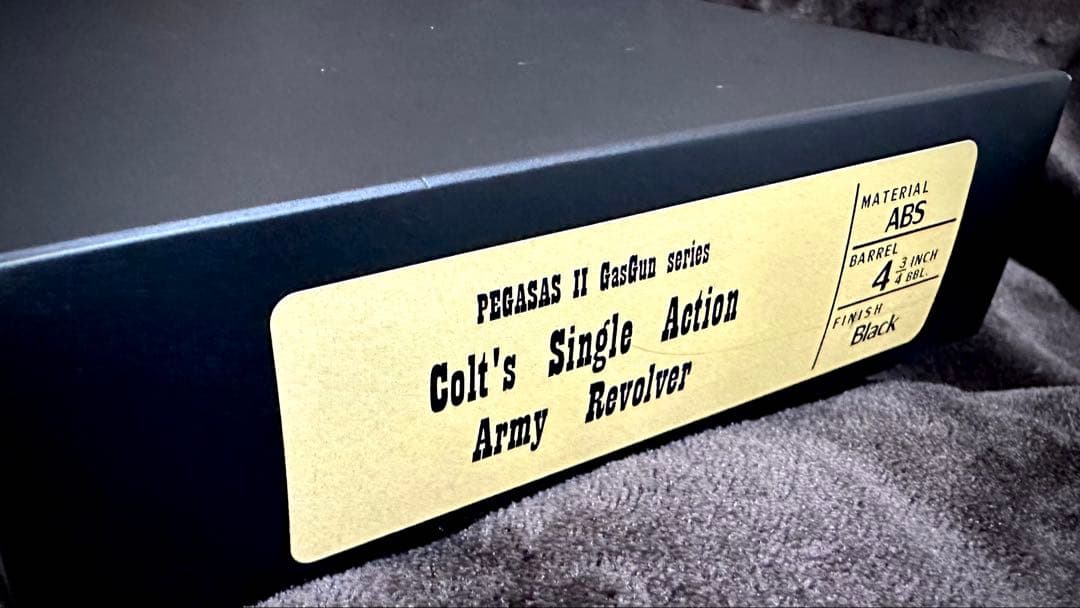 PEGASAS II GasGun series
Colt's Single Action
Army Revolver
MATERIAL
ABS
BARREL
4 3/4 INCH BBL.
FINISH
Black